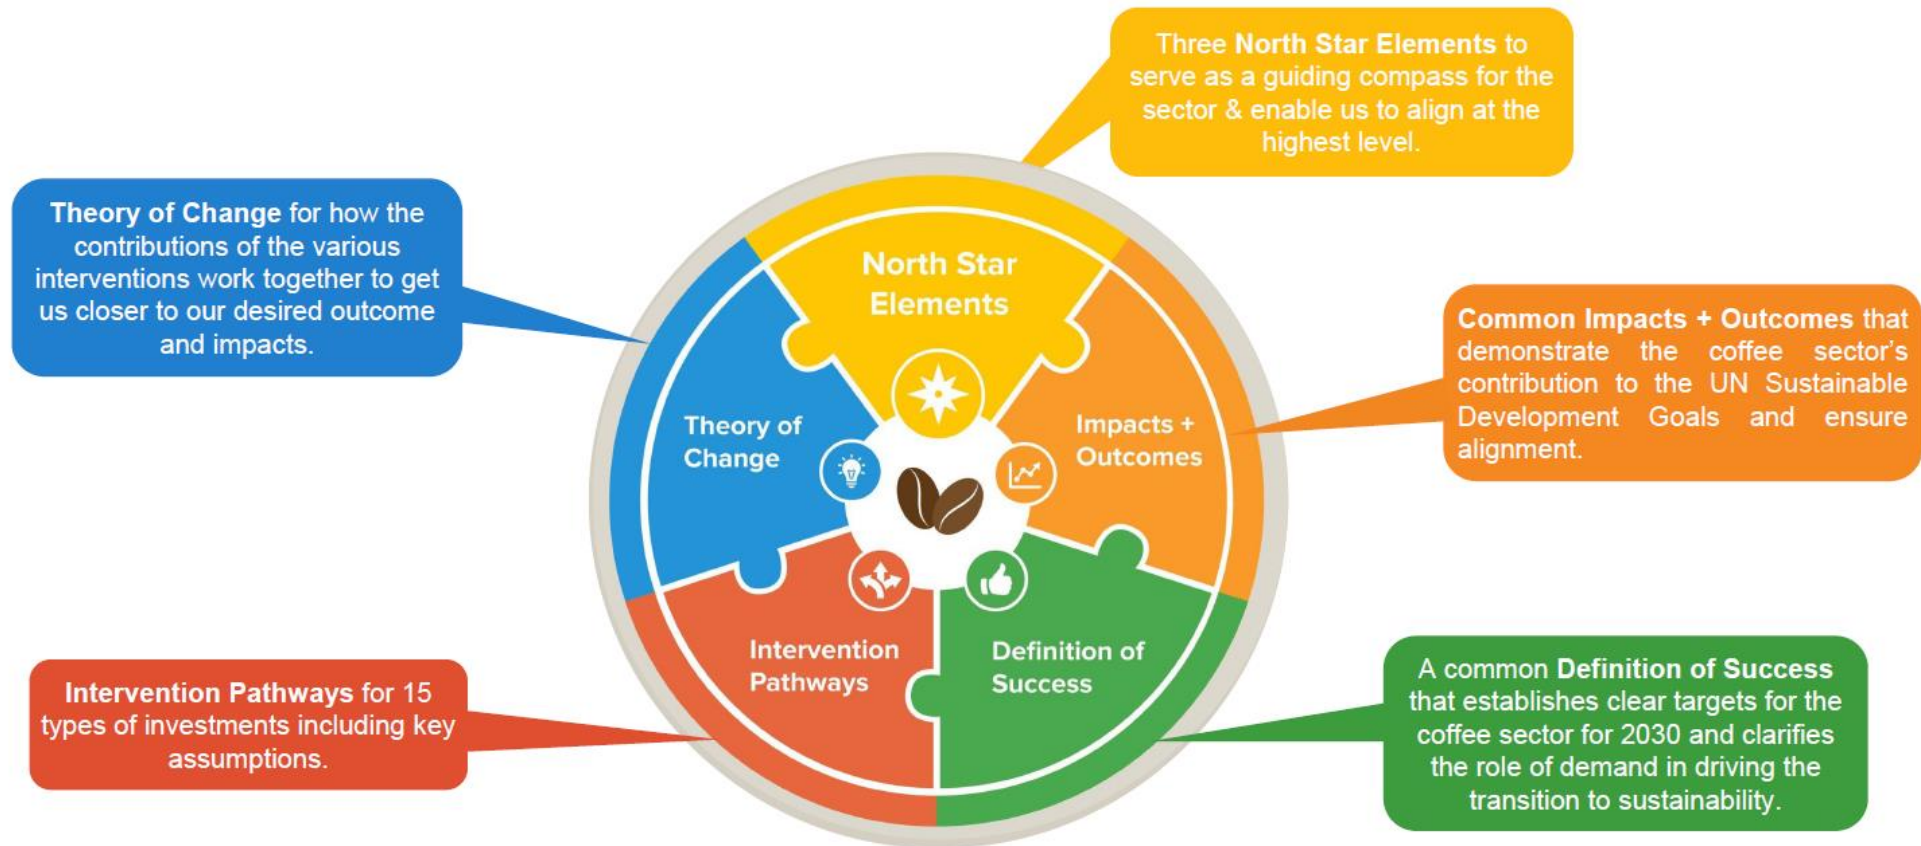 Three North Star Elements to
serve as a guiding compass for the
sector & enable us to align at the
highest level.
Theory of Change for how the
contributions of the various
interventions work together to get
us closer to our desired outcome
and impacts.
North Star
Elements
Common Impacts + Outcomes that
demonstrate the coffee sector's
contribution to the UN Sustainable
Development Goals and ensure
alignment.
Theory of
Change
Impacts +
Outcomes
Intervention
Pathways
Definition of
Success
Intervention Pathways for 15
types of investments including key
assumptions.
A common Definition of Success
that establishes clear targets for the
coffee sector for 2030 and clarifies
the role of demand in driving the
transition to sustainability.